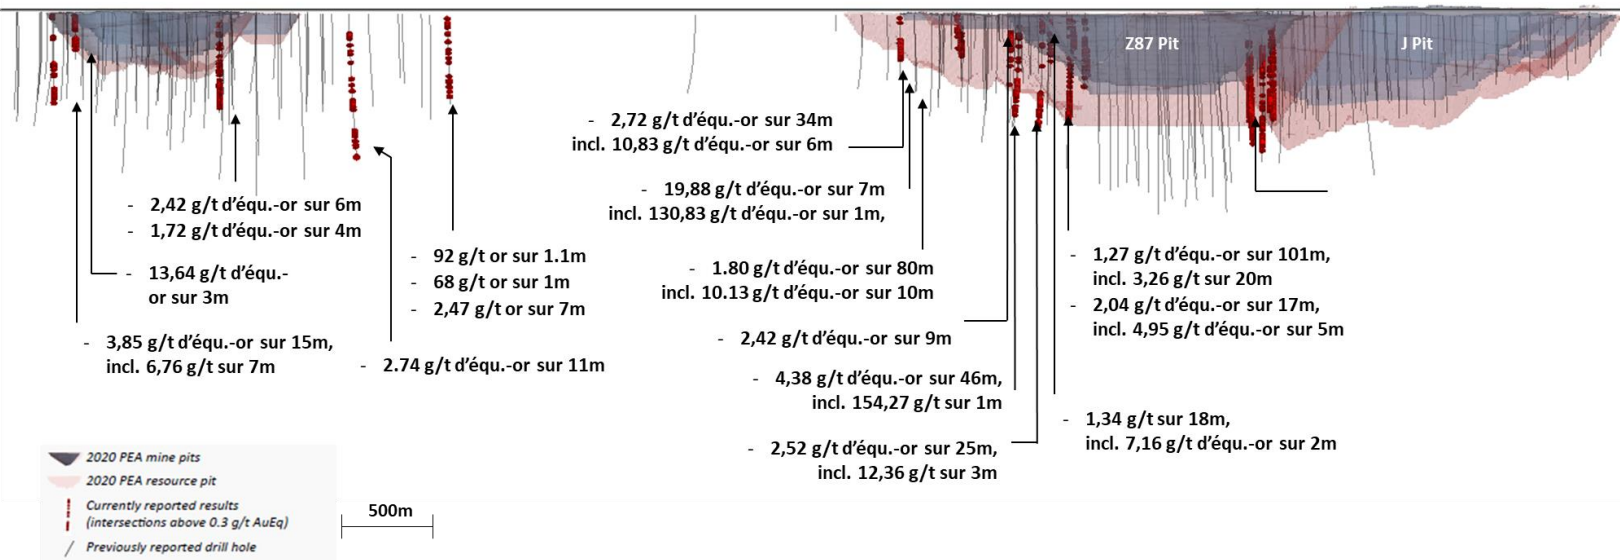 Z87 Pit
J Pit
- 2,42 g/t d’équ.-or sur 6m
- 1,72 g/t d’équ.-or sur 4m
- 13,64 g/t d’équ.-
or sur 3m
- 3,85 g/t d’équ.-or sur 15m,
incl. 6,76 g/t sur 7m
- 92 g/t or sur 1.1m
- 68 g/t or sur 1m
- 2,47 g/t or sur 7m
- 2.74 g/t d’équ.-or sur 11m
- 2,72 g/t d’équ.-or sur 34m
incl. 10,83 g/t d’équ.-or sur 6m
- 19,88 g/t d’équ.-or sur 7m
incl. 130,83 g/t d’équ.-or sur 1m,
- 1.80 g/t d’équ.-or sur 80m
incl. 10.13 g/t d’équ.-or sur 10m
- 2,42 g/t d’équ.-or sur 9m
- 4,38 g/t d’équ.-or sur 46m,
incl. 154,27 g/t sur 1m
- 2,52 g/t d’équ.-or sur 25m,
incl. 12,36 g/t sur 3m
- 1,27 g/t d’équ.-or sur 101m,
incl. 3,26 g/t sur 20m
- 2,04 g/t d’équ.-or sur 17m,
incl. 4,95 g/t d’équ.-or sur 5m
- 1,34 g/t sur 18m,
incl. 7,16 g/t d’équ.-or sur 2m
2020 PEA mine pits
2020 PEA resource pit
Currently reported results
(intersections above 0.3 g/t AuEq)
Previously reported drill hole
500m